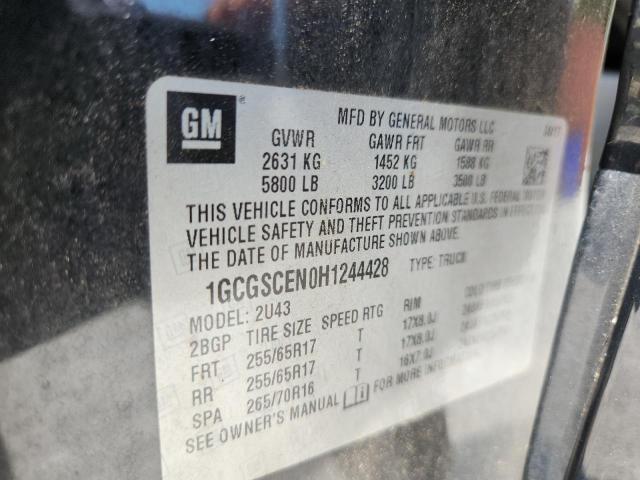 GM
MFD BY GENERAL MOTORS LLC
GVWR GAWR FRT GAWR RR
2631 KG 1452 KG 1588 KG
5800 LB 3200 LB 3500 LB
THIS VEHICLE CONFORMS TO ALL APPLICABLE U.S. FEDERAL MOTOR
VEHICLE SAFETY AND THEFT PREVENTION STANDARDS IN EFFECT ON
THE DATE OF MANUFACTURE SHOWN ABOVE.
1GCGSCEN0H1244428 TYPE: TRUCK
MODEL: 2U43
2BGP TIRE SIZE SPEED RTG RIM
FRT 255/65R17 T 17X8.0J
RR 255/65R17 T 17X8.0J
SPA 265/70R16 T 16X7.0J
SEE OWNER'S MANUAL FOR MORE INFORMATION